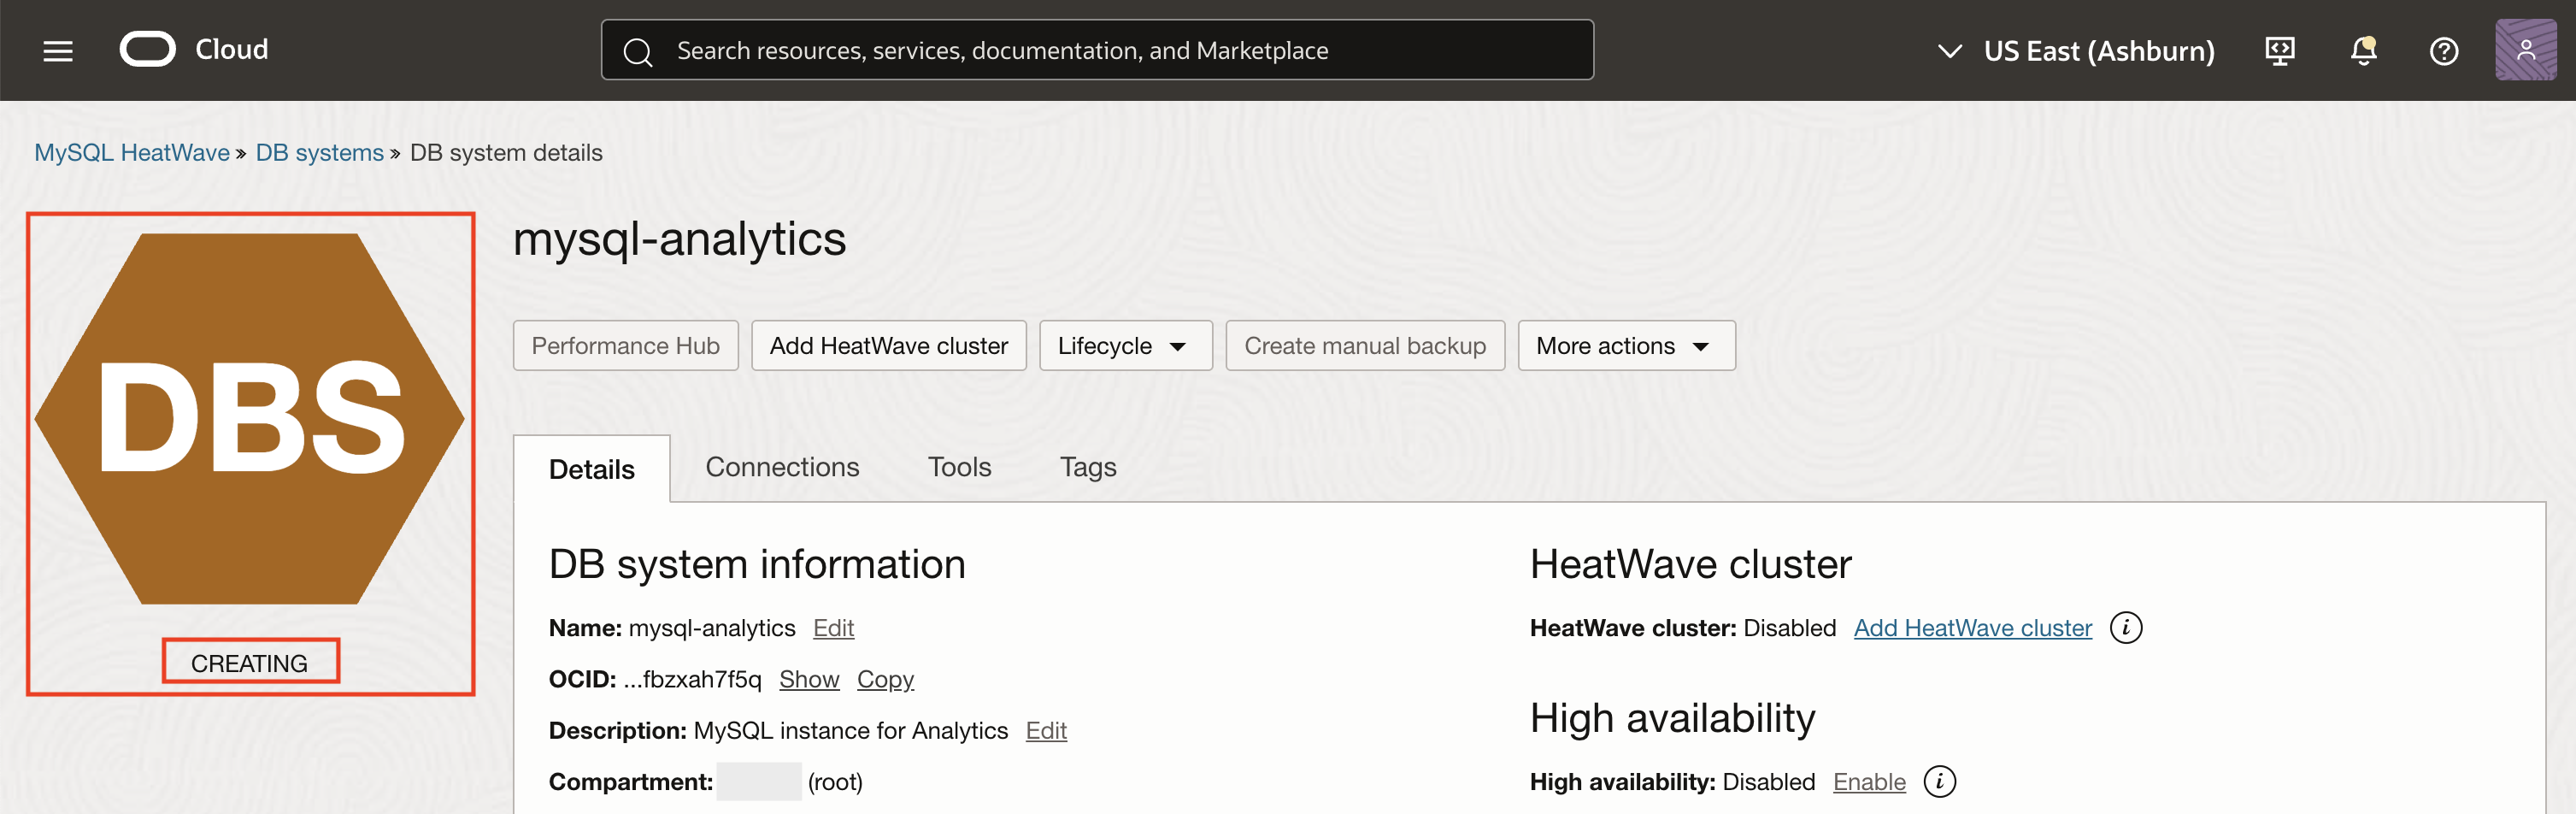 Cloud
Search resources, services, documentation, and Marketplace
US East (Ashburn)
MySQL HeatWave » DB systems » DB system details
DBS
CREATING
mysql-analytics
Performance Hub
Add HeatWave cluster
Lifecycle
Create manual backup
More actions
Details
Connections
Tools
Tags
DB system information
Name: mysql-analytics Edit
OCID: ...fbzxah7f5q Show Copy
Description: MySQL instance for Analytics Edit
Compartment: (root)
HeatWave cluster
HeatWave cluster: Disabled Add HeatWave cluster i
High availability
High availability: Disabled Enable i